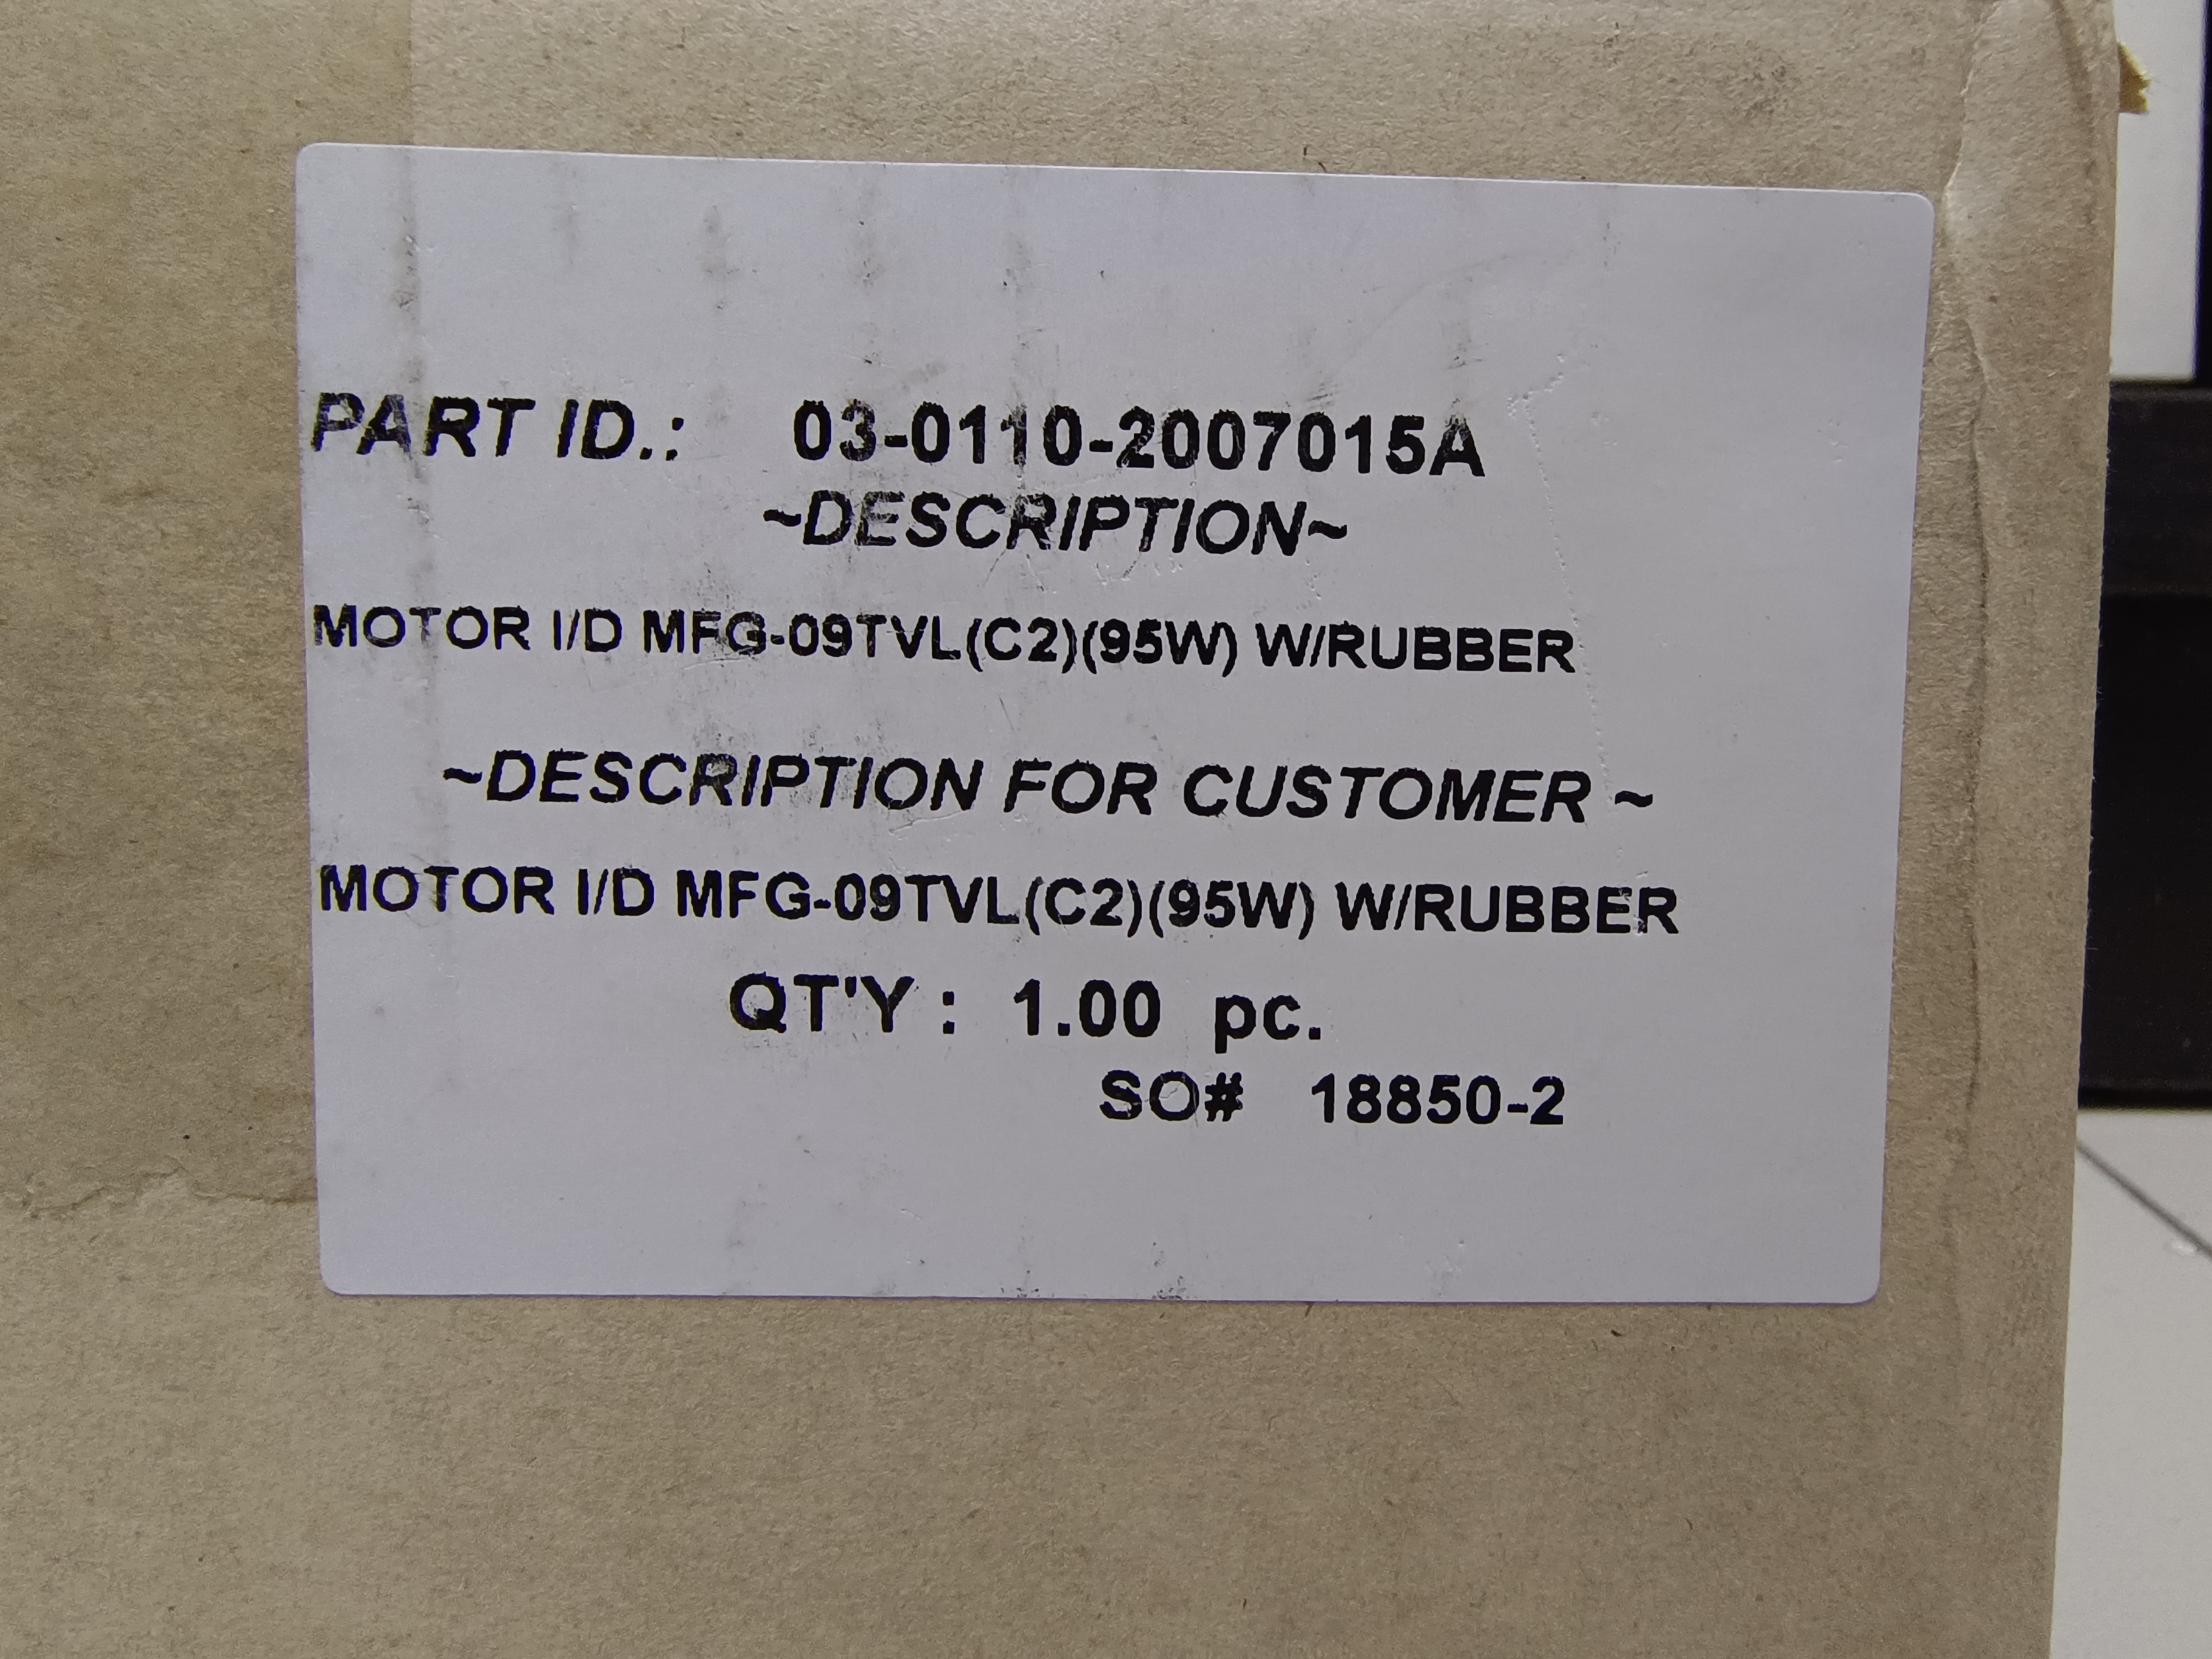 PART ID.: 03-0110-2007015A
~DESCRIPTION~
MOTOR I/D MFG-09TVL(C2)(95W) W/RUBBER
~DESCRIPTION FOR CUSTOMER ~
MOTOR I/D MFG-09TVL(C2)(95W) W/RUBBER
QT'Y : 1.00 pc.
SO# 18850-2